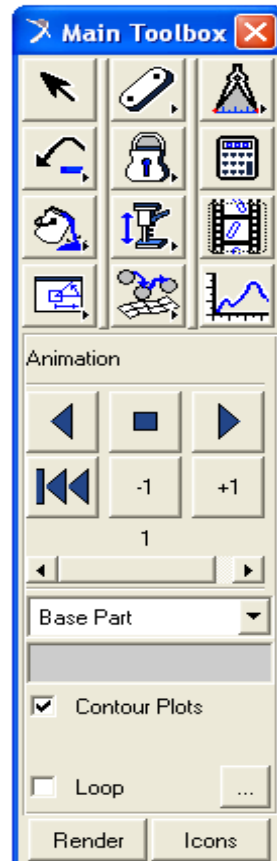 Main Toolbox
Animation
-1 +1
1
Base Part
Contour Plots
Loop ...
Render Icons